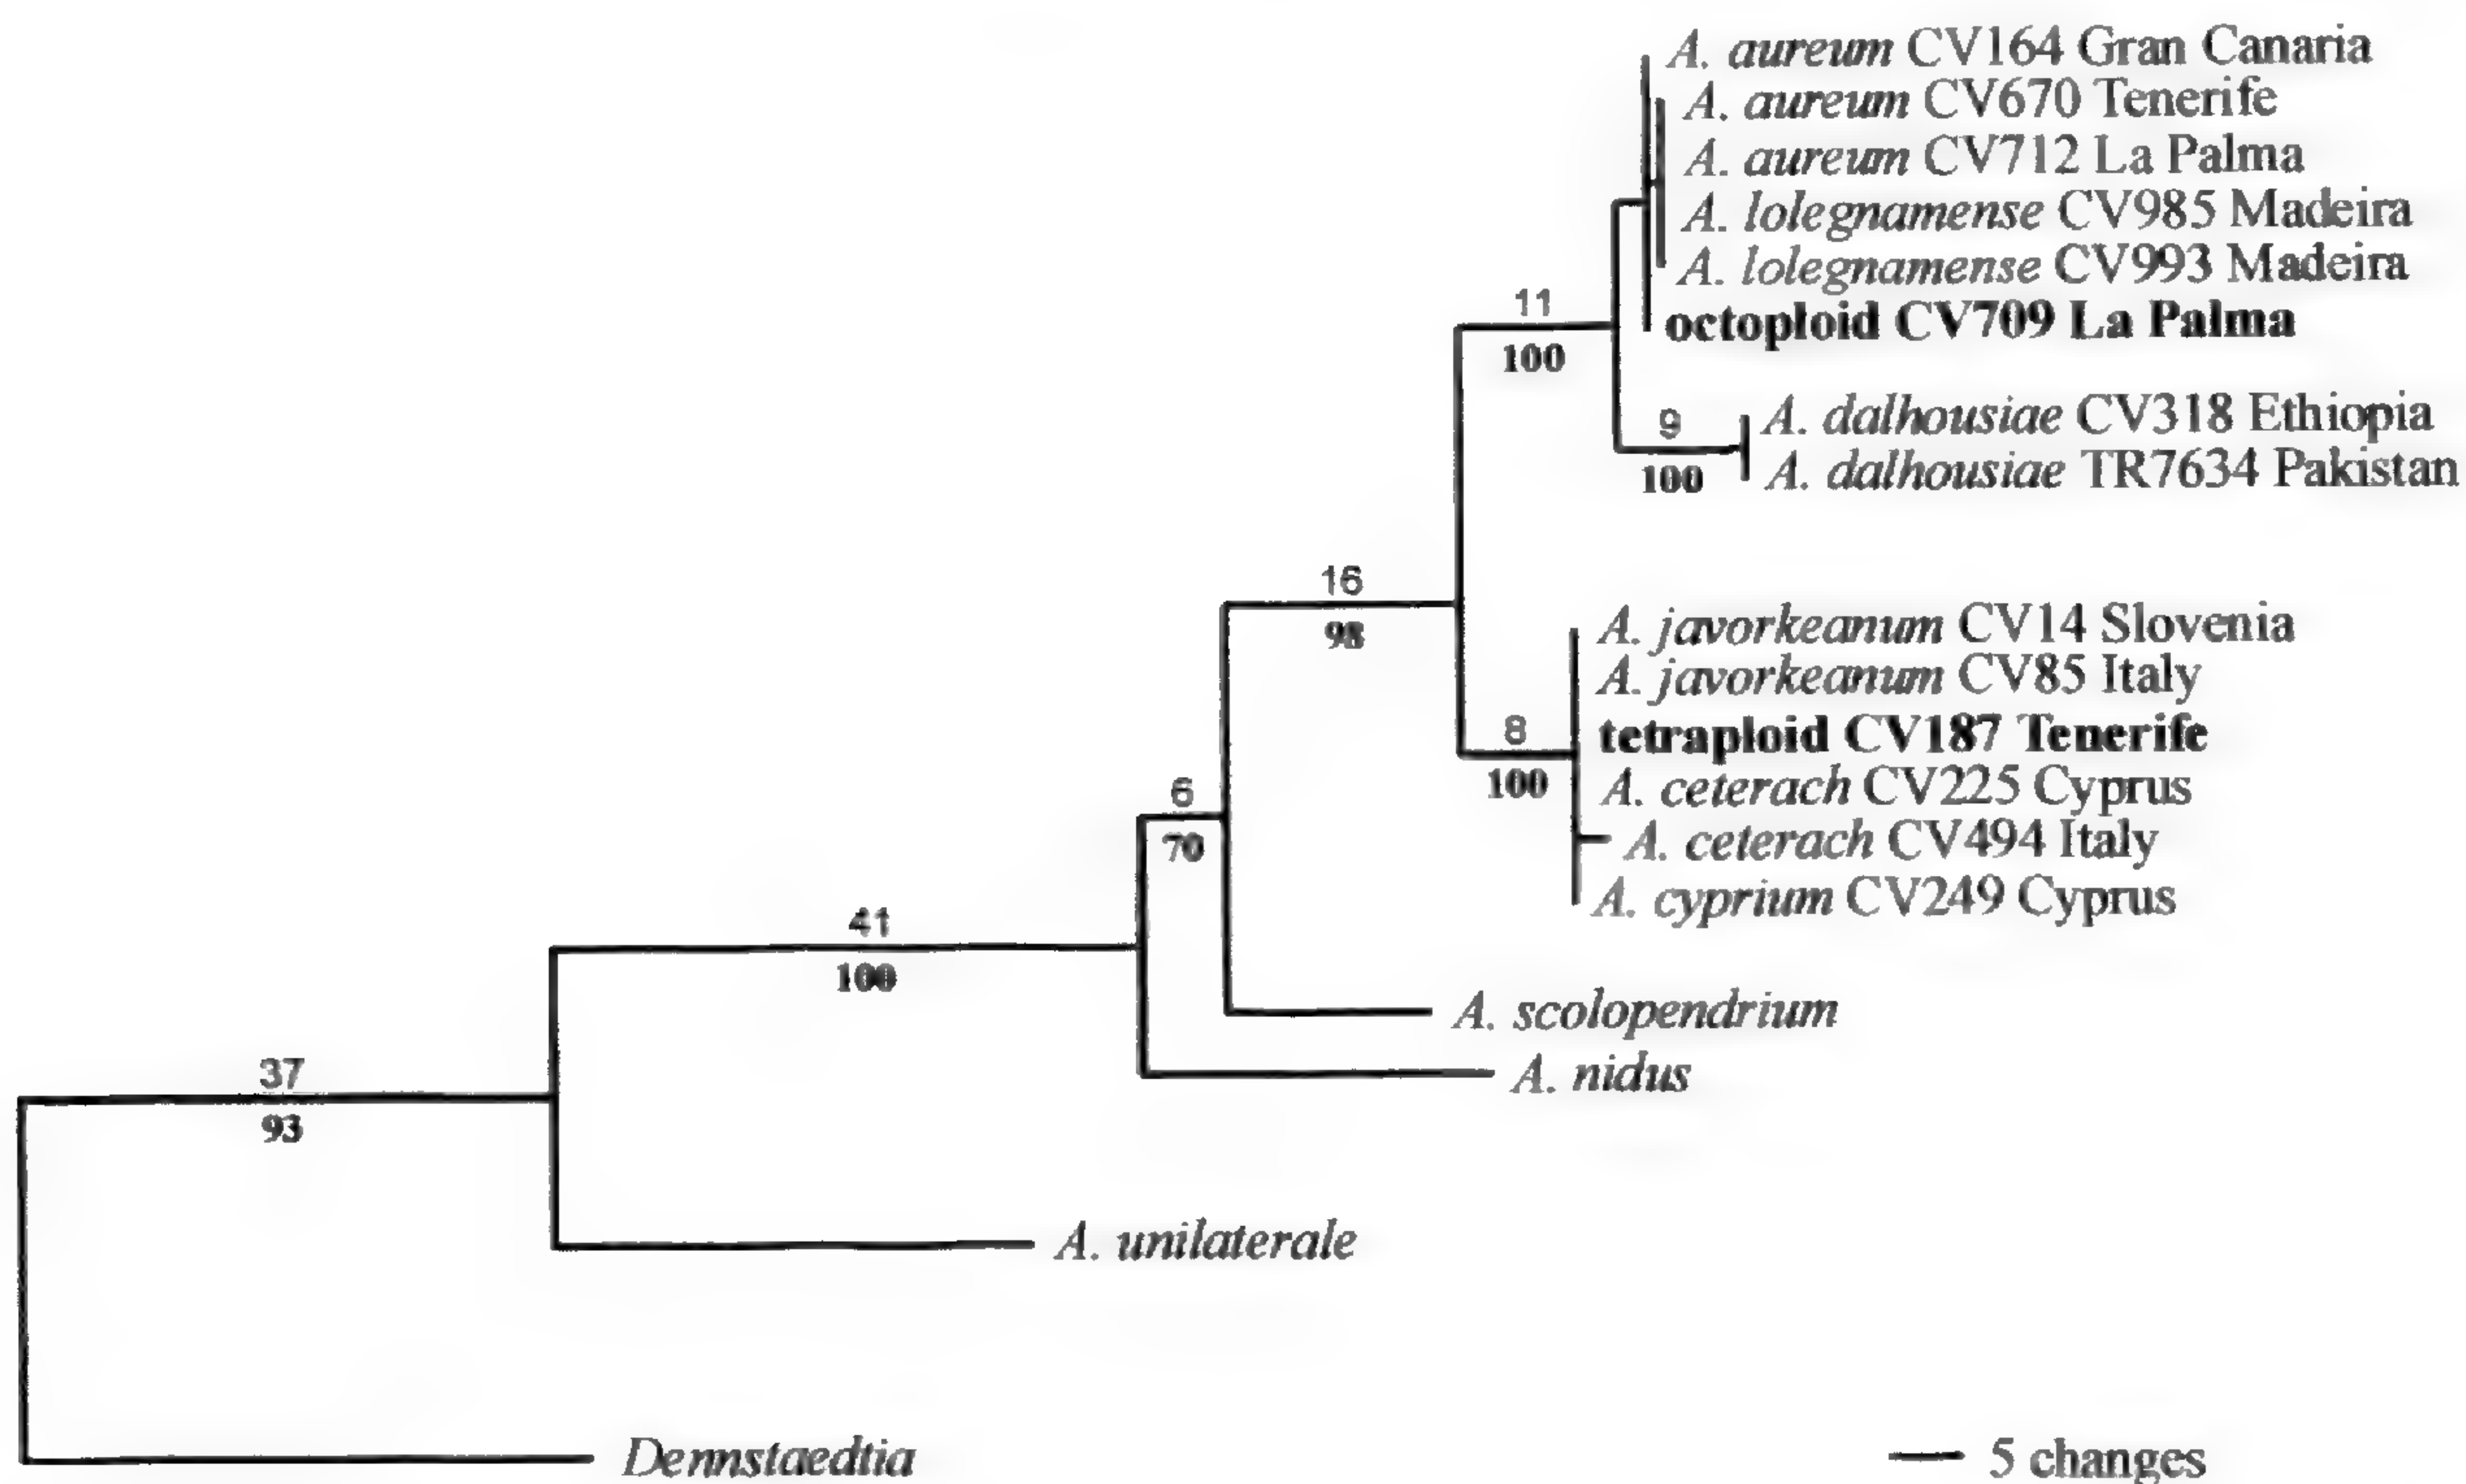 A. aureum CV164 Gran Canaria
A. aureum CV670 Tenerife
A. aureum CV712 La Palma
A. lolegnamense CV985 Madeira
A. lolegnamense CV993 Madeira
11
octoploid CV709 La Palma
100
9
A. dalhousiae CV318 Ethiopia
100
A. dalhousiae TR7634 Pakistan
16
98
A. javorkeanum CV14 Slovenia
A. javorkeanum CV85 Italy
8
tetraploid CV187 Tenerife
100
A. ceterach CV225 Cyprus
6
70
A. ceterach CV494 Italy
A. cyprium CV249 Cyprus
41
100
A. scolopendrium
A. nidus
37
93
A. unilaterale
Dennstaedtia
5 changes